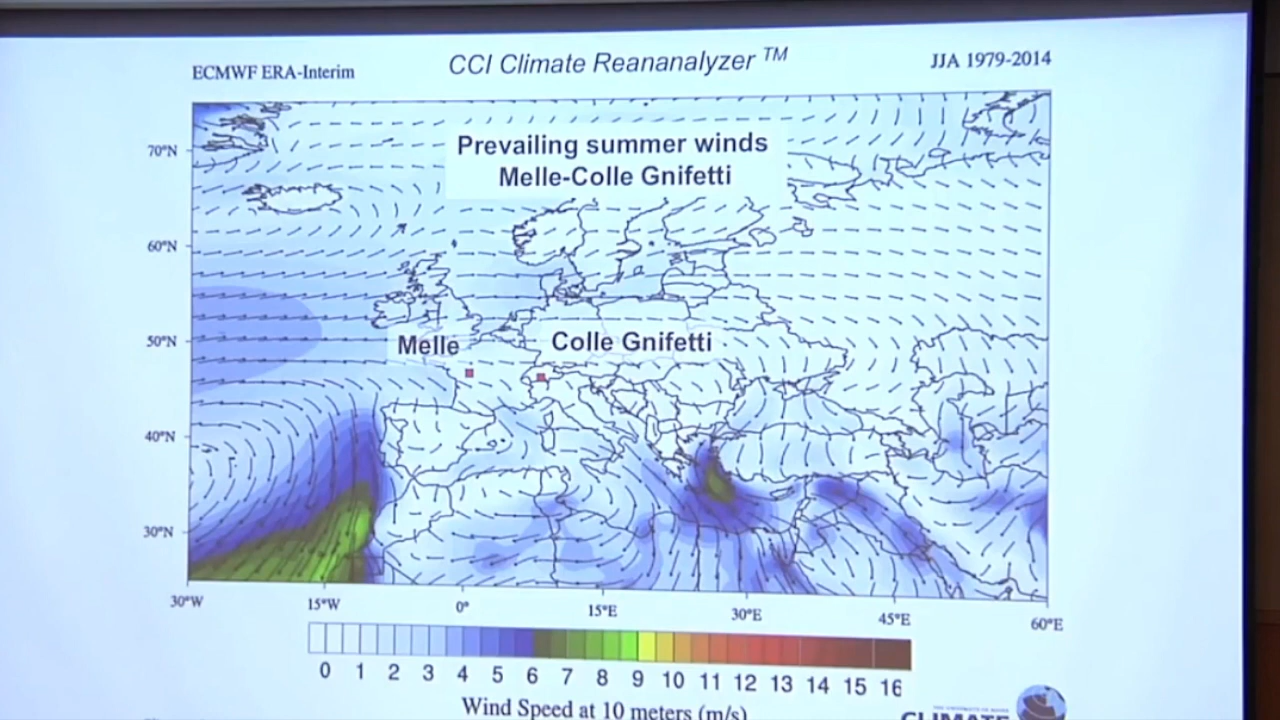 ECMWF ERA-Interim
CCI Climate Reananalyzer ™
JJA 1979-2014
Prevailing summer winds
Melle-Colle Gnifetti
70°N
60°N
50°N
40°N
30°N
Melle
Colle Gnifetti
30°W 15°W 0° 15°E 30°E 45°E 60°E
0 1 2 3 4 5 6 7 8 9 10 11 12 13 14 15 16
Wind Speed at 10 meters (m/s)
CLIMATE